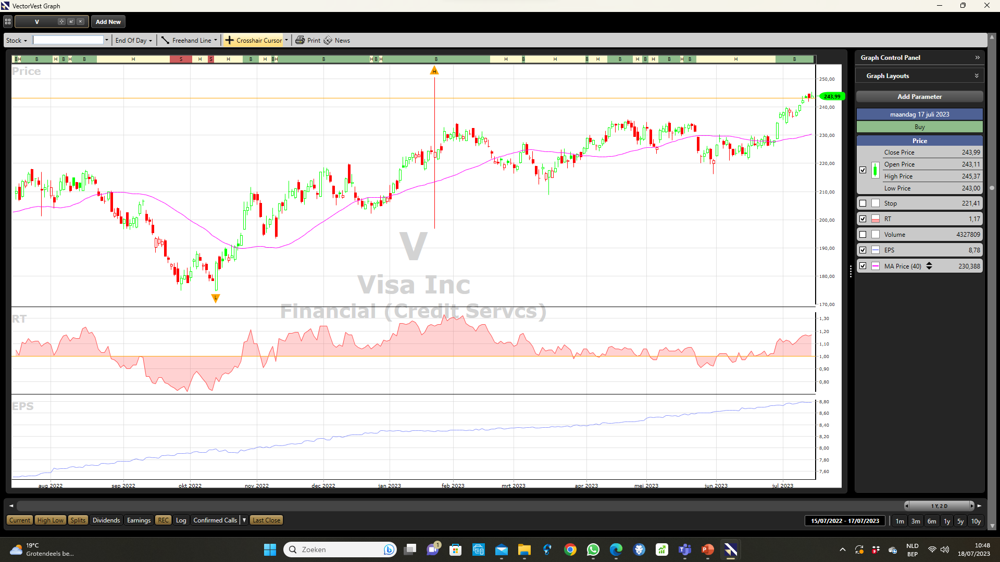 VectorVest Graph
V Add New
Stock End Of Day Freehand Line Crosshair Cursor Print News
B H B H B H B H S H S H B H B H B H B H B H B H B H B H B H B H B H B H B
Price
H
250,00
243,99
240,00
230,00
220,00
210,00
200,00
190,00
180,00
170,00
L
V
Visa Inc
Financial (Credit Servcs)
RT
1,30
1,20
1,10
1,00
0,90
0,80
EPS
8,80
8,60
8,40
8,20
8,00
7,80
7,60
aug 2022 sep 2022 okt 2022 nov 2022 dec 2022 jan 2023 feb 2023 mrt 2023 apr 2023 mei 2023 jun 2023 jul 2023
Graph Control Panel
Graph Layouts
Add Parameter
maandag 17 juli 2023
Buy
Price
Close Price 243,99
Open Price 243,11
High Price 245,37
Low Price 243,00
Stop 221,41
RT 1,17
Volume 4327809
EPS 8,78
MA Price (40) 230,388
1 Y, 2 D
Current High Low Splits Dividends Earnings REC Log Confirmed Calls Last Close 15/07/2022 - 17/07/2023 1m 3m 6m 1y 5y 10y
19°C
Grotendeels be...
Zoeken
1
9
NLD
BEP
10:48
18/07/2023